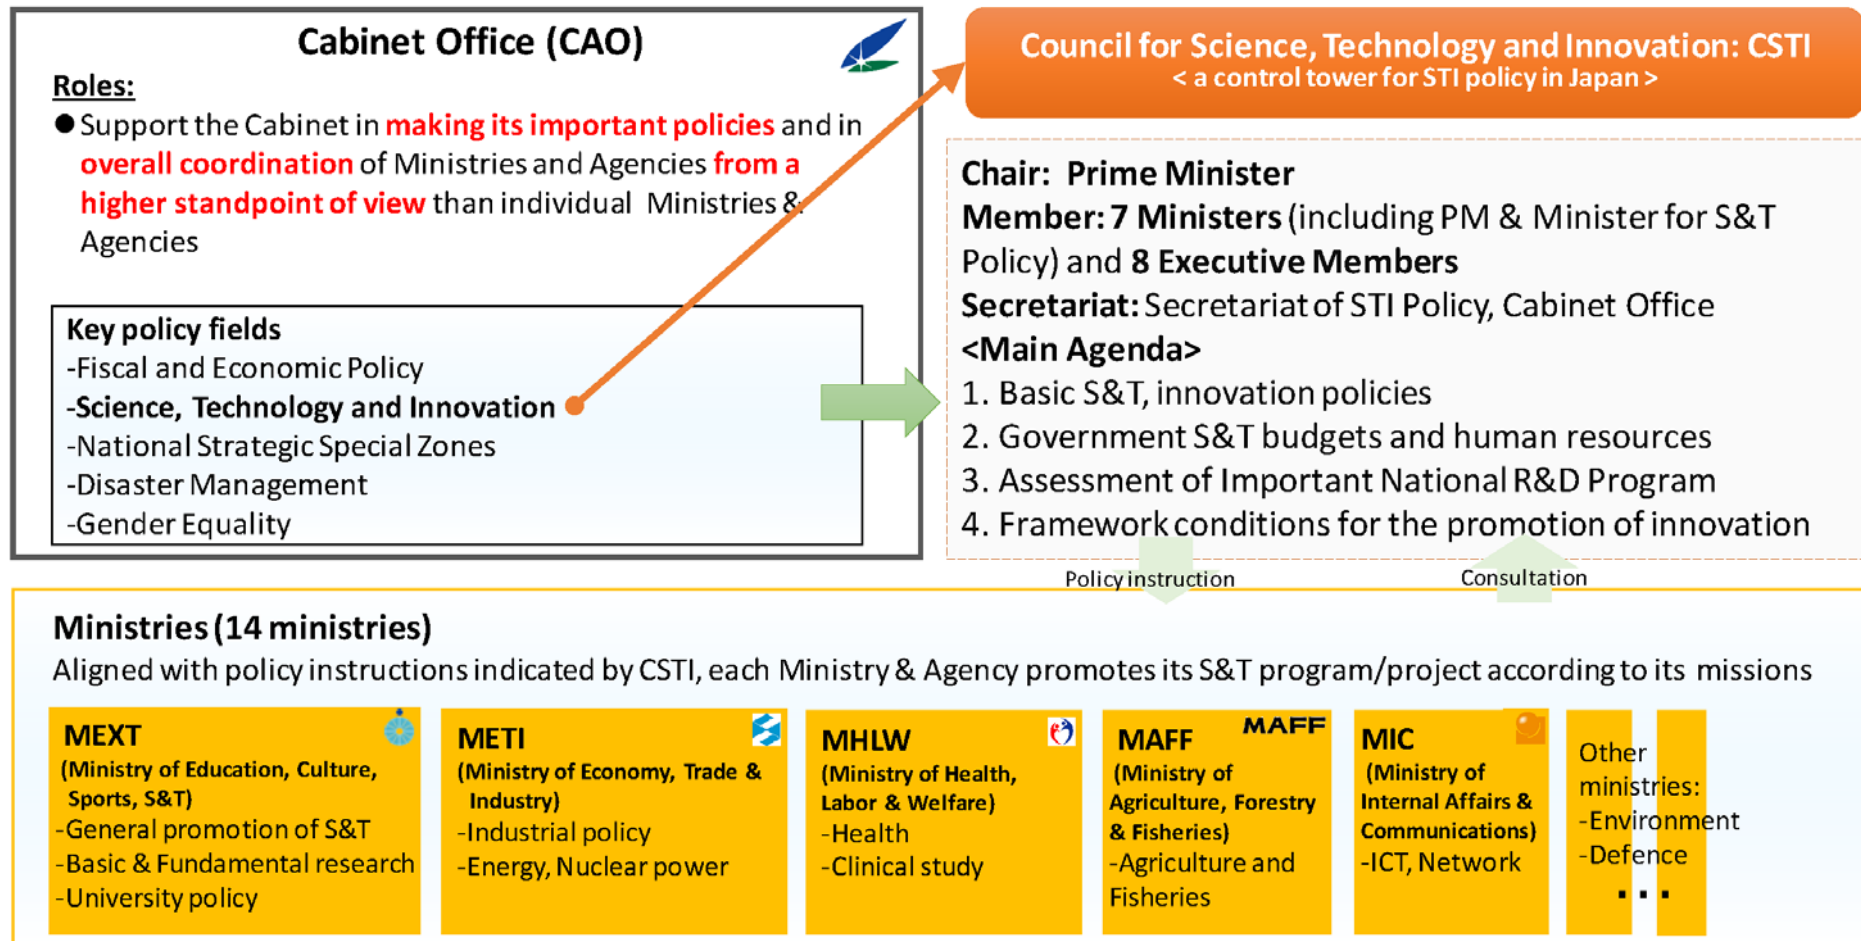 Cabinet Office (CAO)
Roles:
●Support the Cabinet in making its important policies and in
overall coordination of Ministries and Agencies from a
higher standpoint of view than individual Ministries &
Agencies
Key policy fields
-Fiscal and Economic Policy
-Science, Technology and Innovation
-National Strategic Special Zones
-Disaster Management
-Gender Equality
Council for Science, Technology and Innovation: CSTI
< a control tower for STI policy in Japan >
Chair: Prime Minister
Member: 7 Ministers (including PM & Minister for S&T
Policy) and 8 Executive Members
Secretariat: Secretariat of STI Policy, Cabinet Office
<Main Agenda>
1. Basic S&T, innovation policies
2. Government S&T budgets and human resources
3. Assessment of Important National R&D Program
4. Framework conditions for the promotion of innovation
Policy instruction
Consultation
Ministries (14 ministries)
Aligned with policy instructions indicated by CSTI, each Ministry & Agency promotes its S&T program/project according to its missions
MEXT
(Ministry of Education, Culture,
Sports, S&T)
-General promotion of S&T
-Basic & Fundamental research
-University policy
METI
(Ministry of Economy, Trade &
Industry)
-Industrial policy
-Energy, Nuclear power
MHLW
(Ministry of Health,
Labor & Welfare)
-Health
-Clinical study
MAFF
MAFF
(Ministry of
Agriculture, Forestry
& Fisheries)
-Agriculture and
Fisheries
MIC
(Ministry of
Internal Affairs &
Communications)
-ICT, Network
Other
ministries:
-Environment
-Defence
...